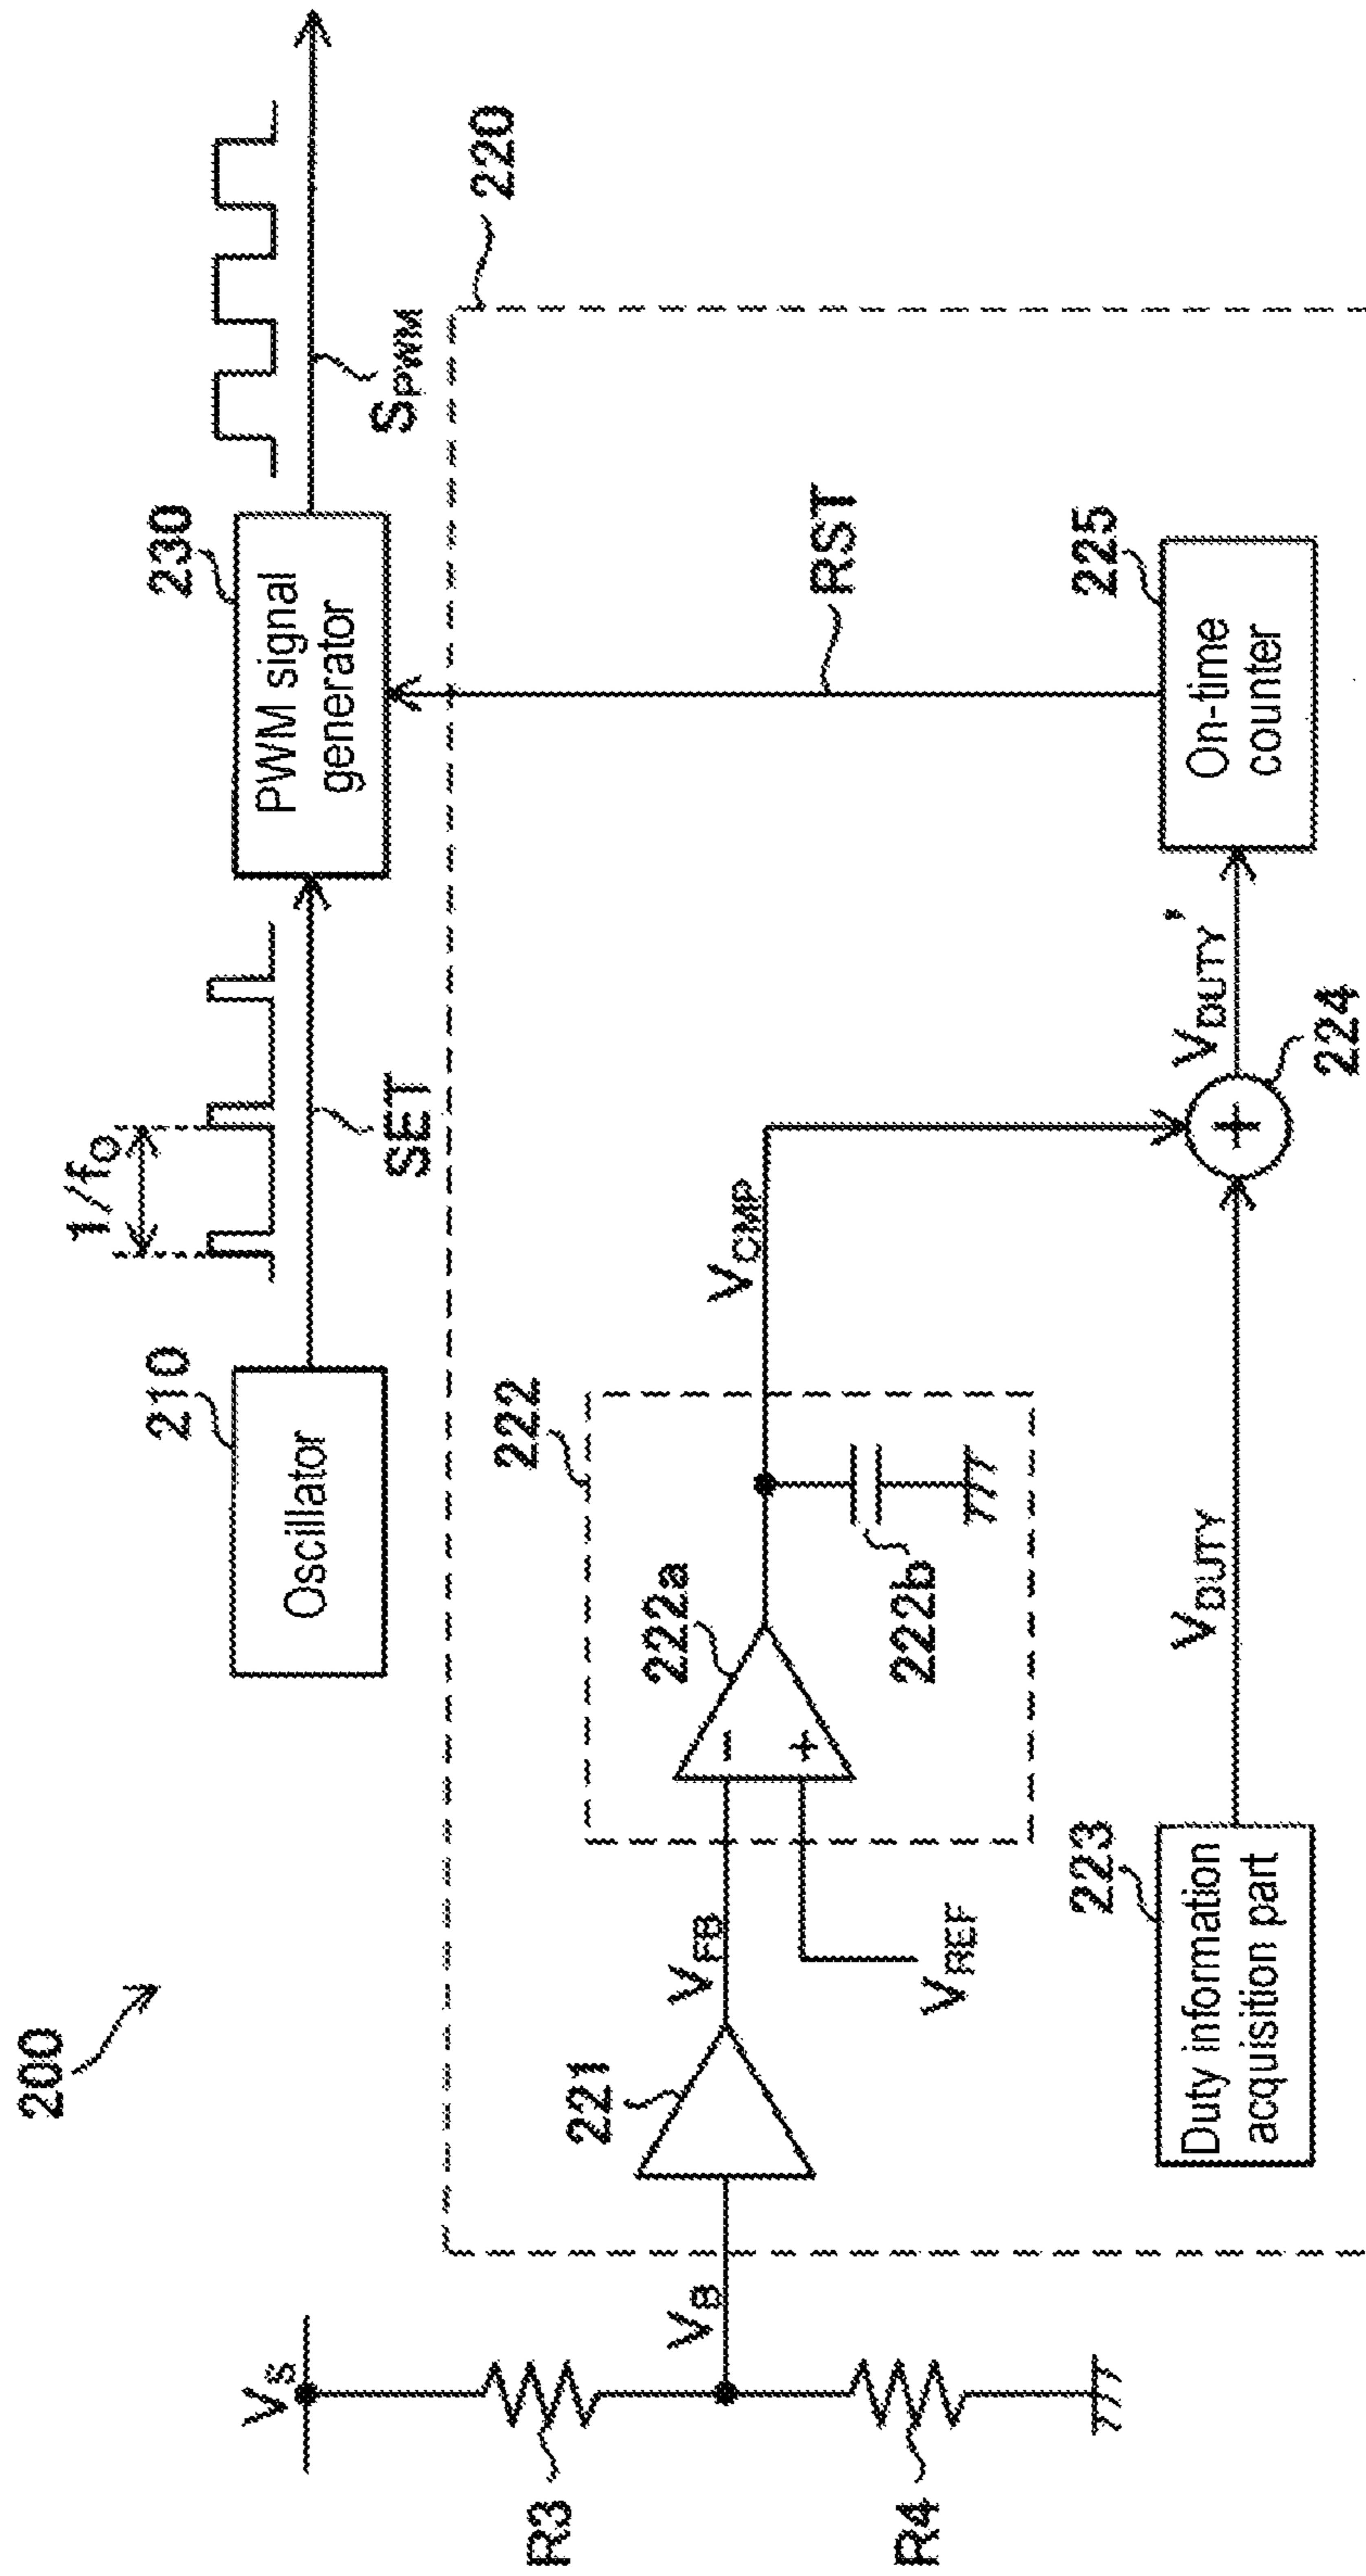 200
210
Oscillator
1/fO
SET
230
PWM signal
generator
SPWM
220
VS
R3
R4
VB
221
VFB
VREF
222
222a
−
+
222b
VCMP
223
Duty information
acquisition part
VDUTY
+
224
VDUTY'
225
On-time
counter
RST